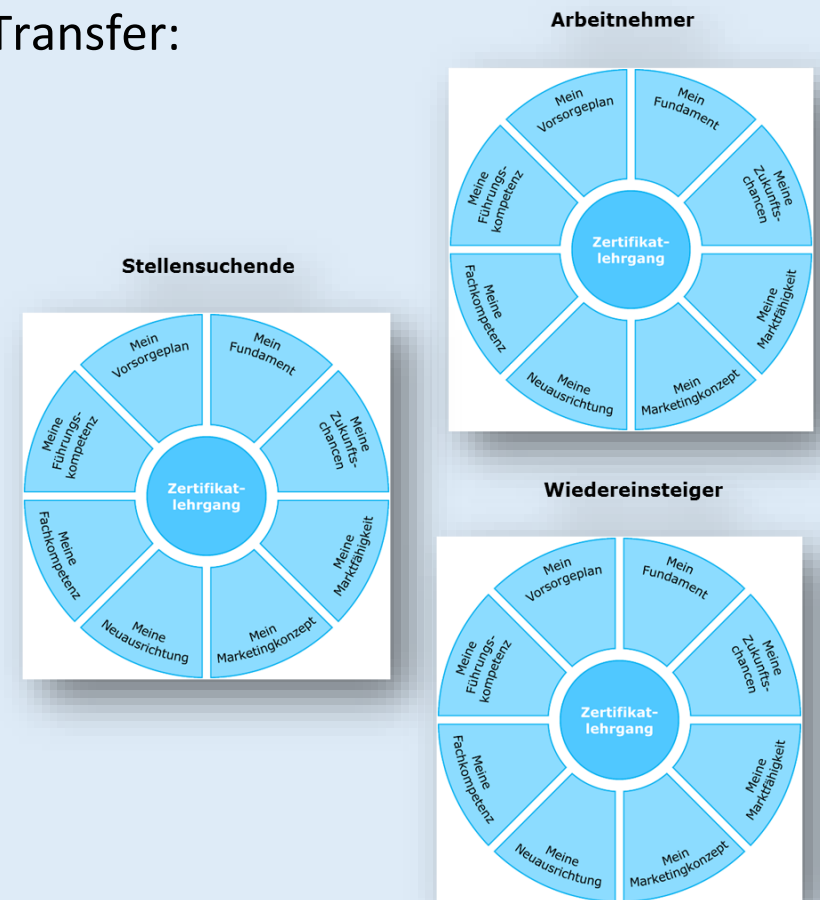 Transfer:
Arbeitnehmer
Mein
Vorsorgeplan
Mein
Fundament
Meine
Zukunfts-
chancen
Meine
Marktfähigkeit
Mein
Marketingkonzept
Meine
Neuausrichtung
Meine
Fachkompetenz
Meine
Führungs-
kompetenz
Zertifikat-
lehrgang
Stellensuchende
Mein
Vorsorgeplan
Mein
Fundament
Meine
Zukunfts-
chancen
Meine
Marktfähigkeit
Mein
Marketingkonzept
Meine
Neuausrichtung
Meine
Fachkompetenz
Meine
Führungs-
kompetenz
Zertifikat-
lehrgang
Wiedereinsteiger
Mein
Vorsorgeplan
Mein
Fundament
Meine
Zukunfts-
chancen
Meine
Marktfähigkeit
Mein
Marketingkonzept
Meine
Neuausrichtung
Meine
Fachkompetenz
Meine
Führungs-
kompetenz
Zertifikat-
lehrgang